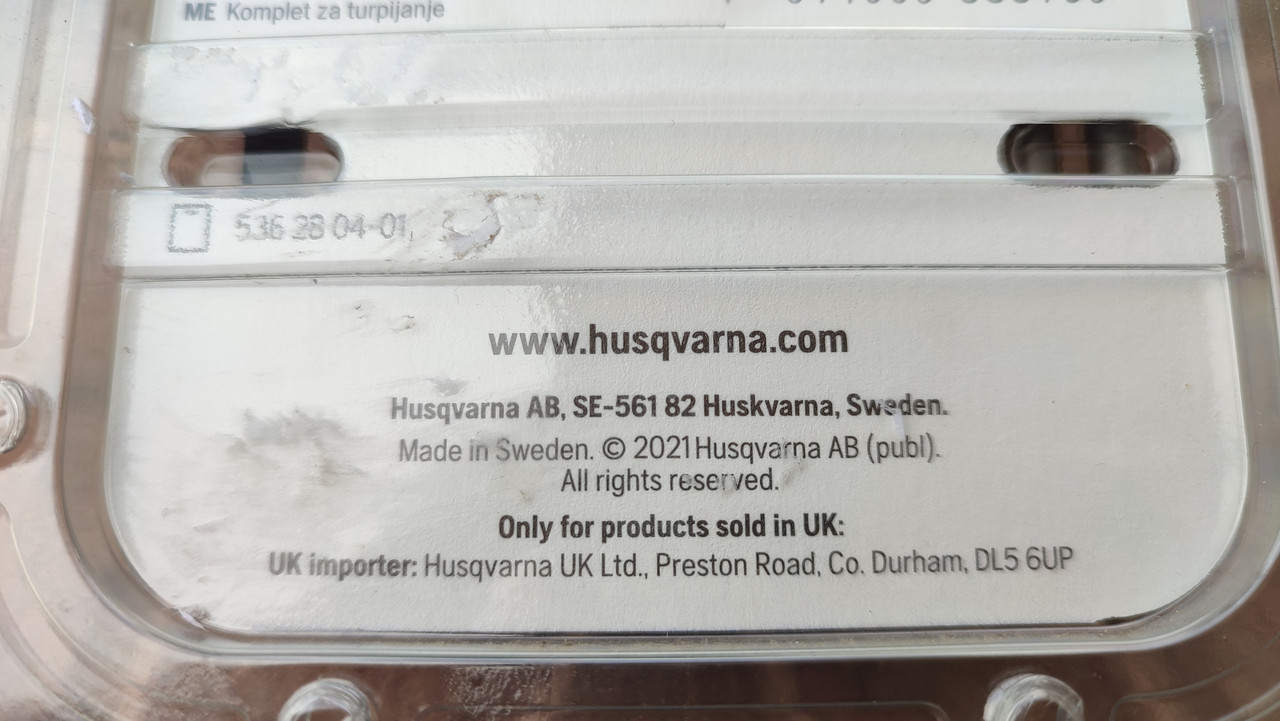 ME Komplet za turpijanje
536 28 04-01
www.husqvarna.com
Husqvarna AB, SE-561 82 Huskvarna, Sweden.
Made in Sweden. © 2021 Husqvarna AB (publ).
All rights reserved.
Only for products sold in UK:
UK importer: Husqvarna UK Ltd., Preston Road, Co. Durham, DL5 6UP